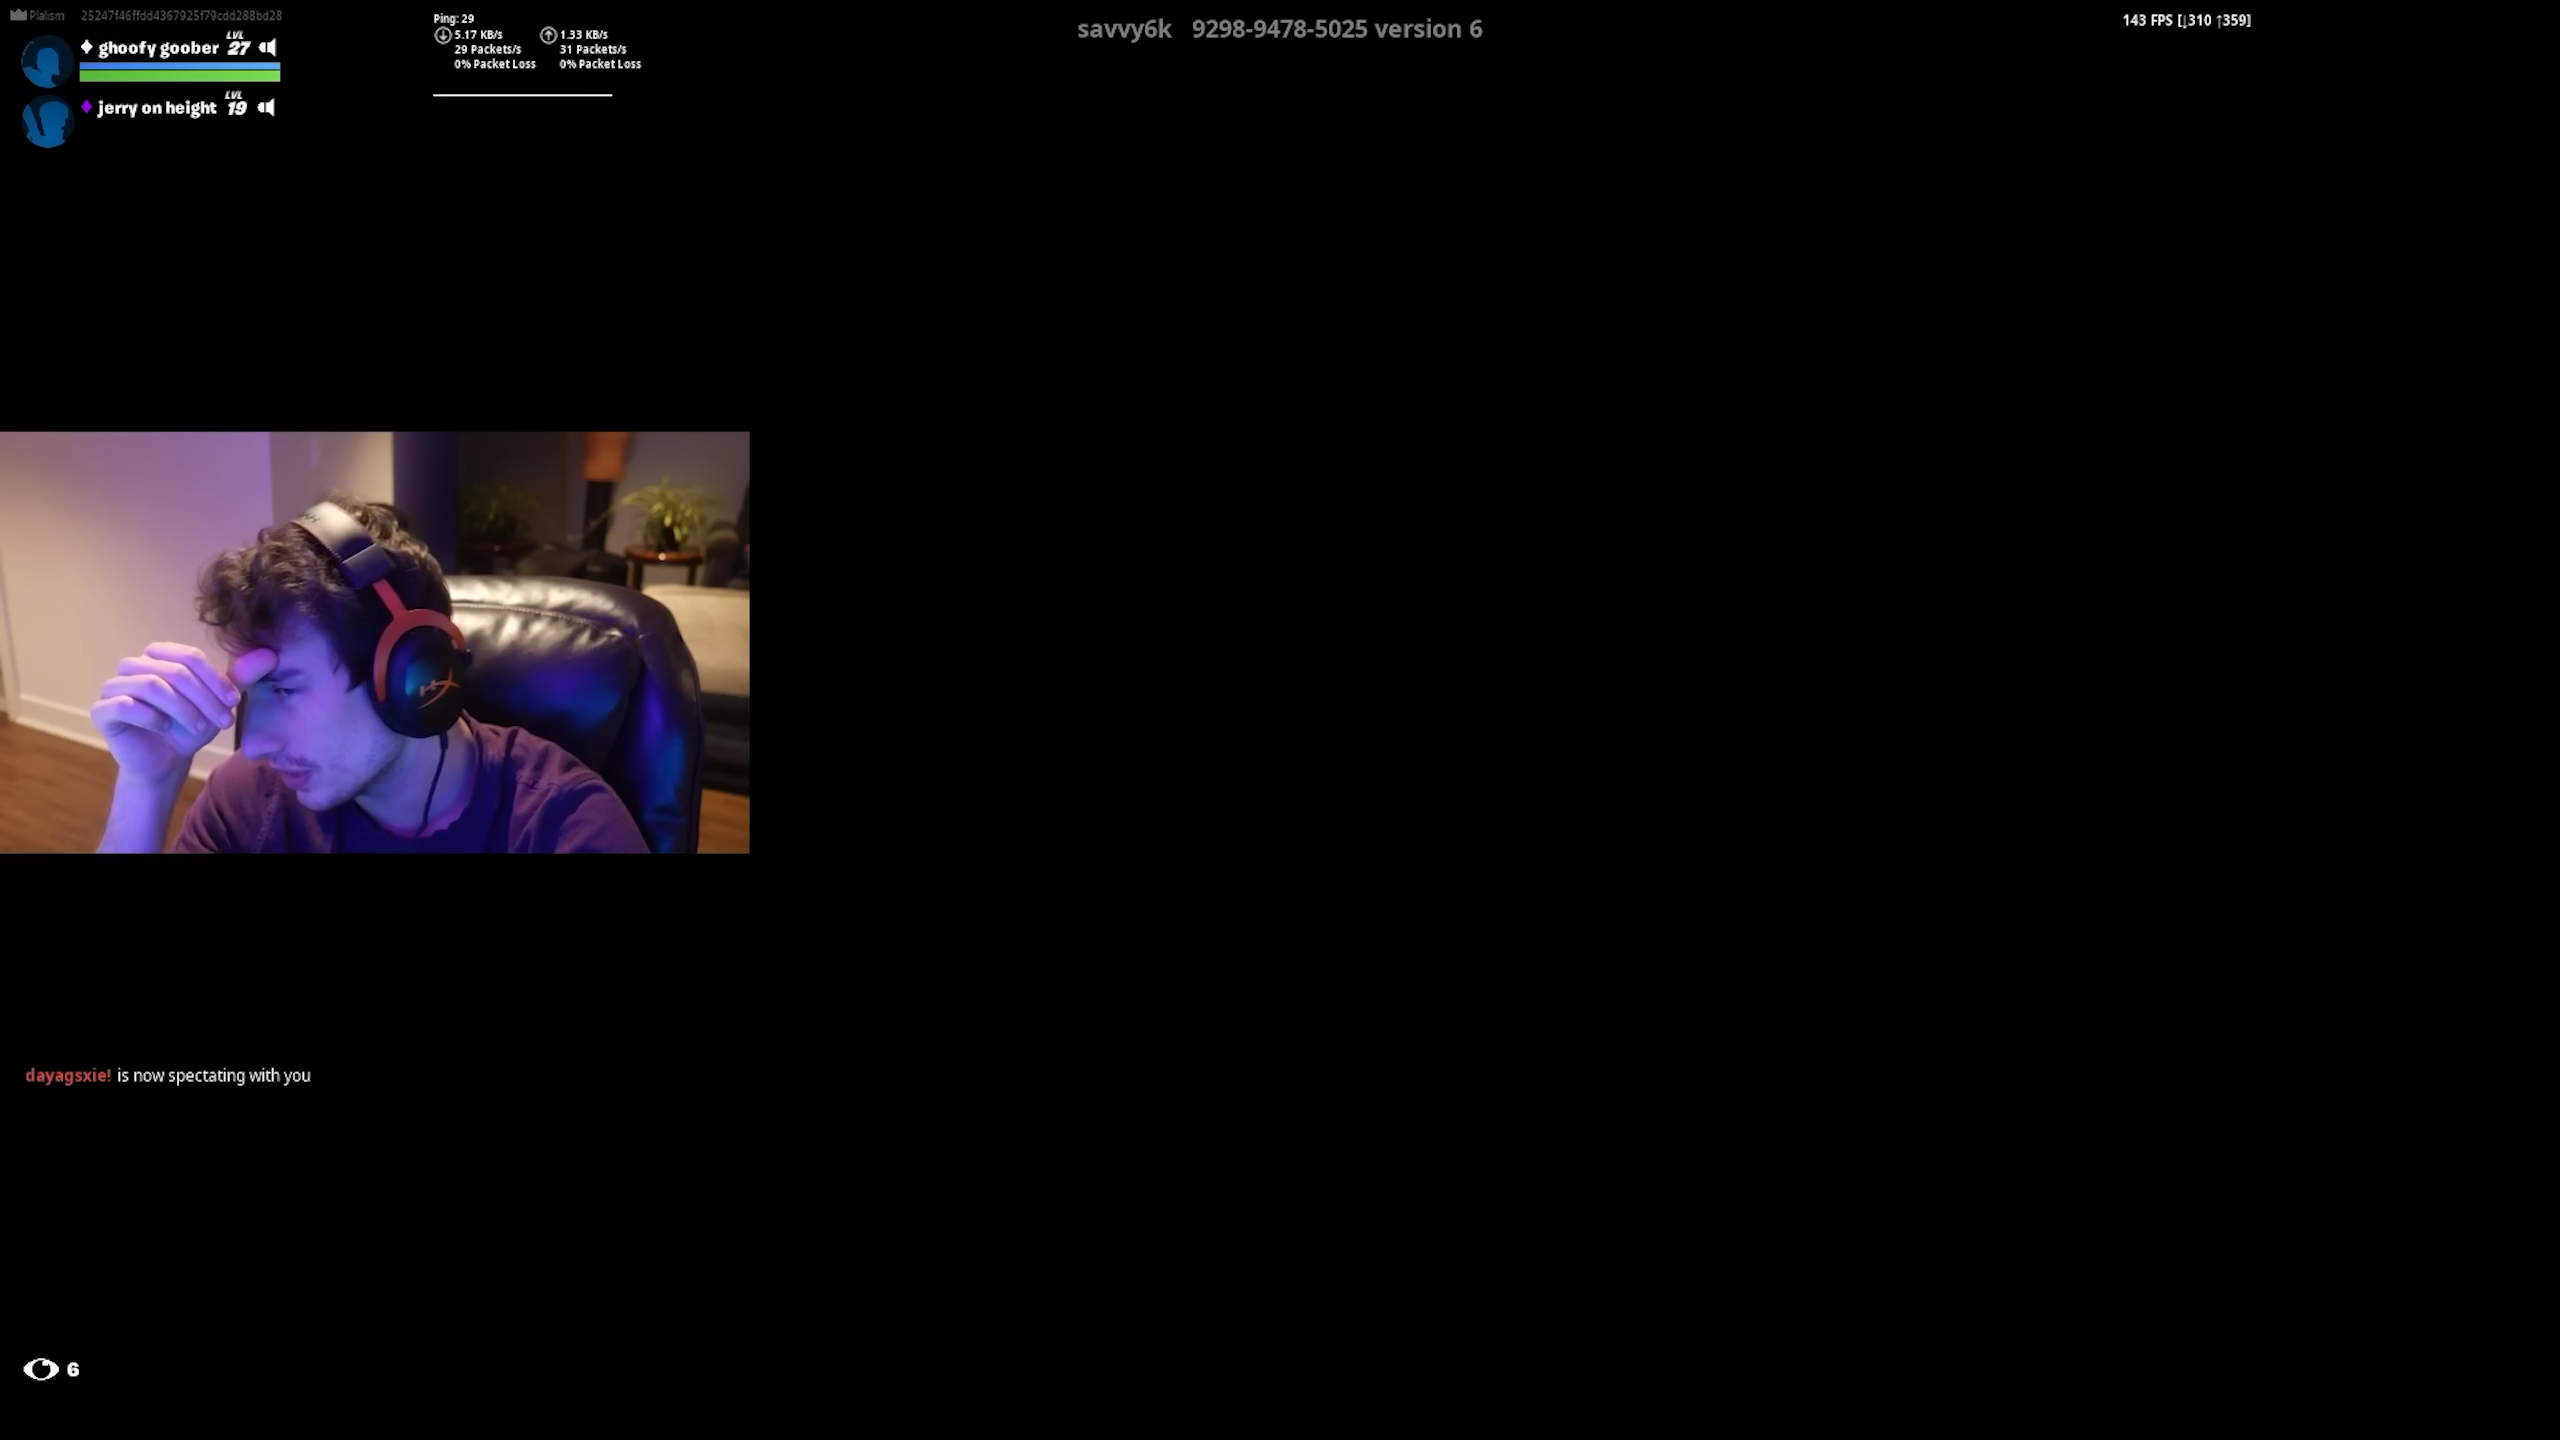 Plalism 25247f46ffdd4367925f79cdd288bd28
ghoofy goober LVL 27
jerry on height LVL 19
Ping: 29
5.17 KB/s 1.33 KB/s
29 Packets/s 31 Packets/s
0% Packet Loss 0% Packet Loss
savvy6k 9298-9478-5025 version 6
143 FPS [↓310 ↑359]
dayagsxie! is now spectating with you
6